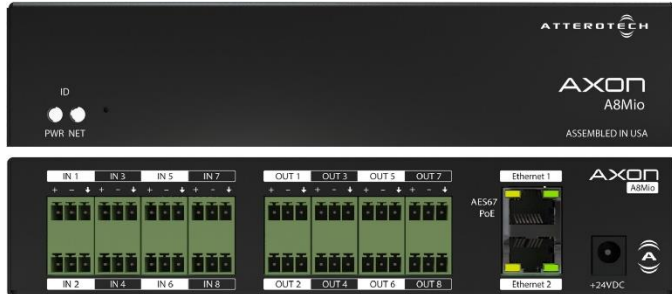 ATTEROTECH
AXON
A8Mio
ID
PWR NET
ASSEMBLED IN USA
IN 1 IN 3 IN 5 IN 7 OUT 1 OUT 3 OUT 5 OUT 7 Ethernet 1
AXON
A8Mio
+ - + - + - + - + - + - + - + -
AES67
PoE
A
IN 2 IN 4 IN 6 IN 8 OUT 2 OUT 4 OUT 6 OUT 8 Ethernet 2 +24VDC